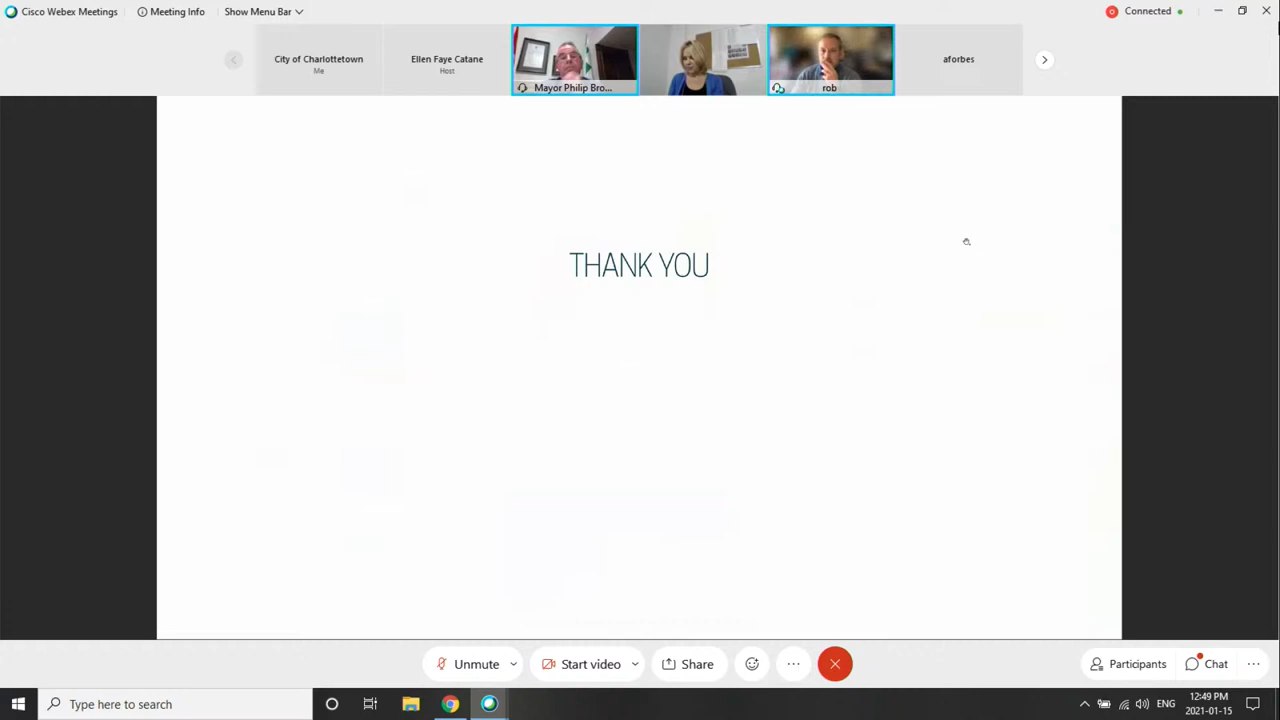 Cisco Webex Meetings
Meeting Info
Show Menu Bar
Connected
City of Charlottetown
Me
Ellen Faye Catane
Host
Mayor Philip Bro...
rob
aforbes
THANK YOU
Unmute
Start video
Share
Participants
Chat
Type here to search
ENG
12:49 PM
2021-01-15